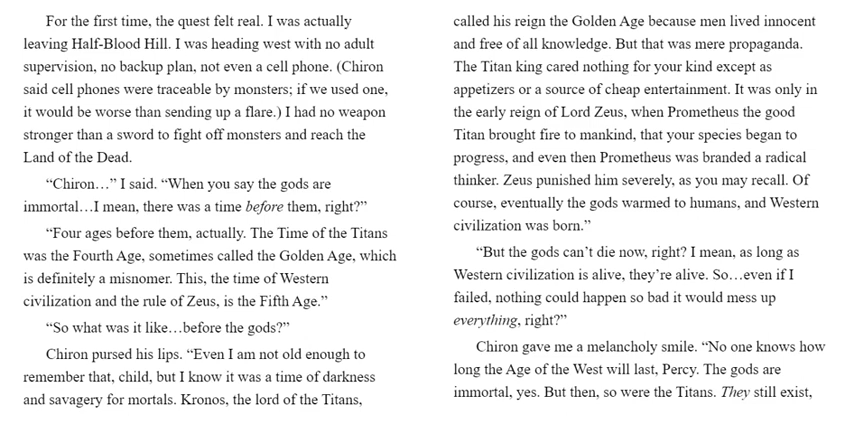 For the first time, the quest felt real. I was actually
leaving Half-Blood Hill. I was heading west with no adult
supervision, no backup plan, not even a cell phone. (Chiron
said cell phones were traceable by monsters; if we used one,
it would be worse than sending up a flare.) I had no weapon
stronger than a sword to fight off monsters and reach the
Land of the Dead.
“Chiron…” I said. “When you say the gods are
immortal…I mean, there was a time before them, right?”
“Four ages before them, actually. The Time of the Titans
was the Fourth Age, sometimes called the Golden Age, which
is definitely a misnomer. This, the time of Western
civilization and the rule of Zeus, is the Fifth Age.”
“So what was it like…before the gods?”
Chiron pursed his lips. “Even I am not old enough to
remember that, child, but I know it was a time of darkness
and savagery for mortals. Kronos, the lord of the Titans,
called his reign the Golden Age because men lived innocent
and free of all knowledge. But that was mere propaganda.
The Titan king cared nothing for your kind except as
appetizers or a source of cheap entertainment. It was only in
the early reign of Lord Zeus, when Prometheus the good
Titan brought fire to mankind, that your species began to
progress, and even then Prometheus was branded a radical
thinker. Zeus punished him severely, as you may recall. Of
course, eventually the gods warmed to humans, and Western
civilization was born.”
“But the gods can’t die now, right? I mean, as long as
Western civilization is alive, they’re alive. So…even if I
failed, nothing could happen so bad it would mess up
everything, right?”
Chiron gave me a melancholy smile. “No one knows how
long the Age of the West will last, Percy. The gods are
immortal, yes. But then, so were the Titans. They still exist,